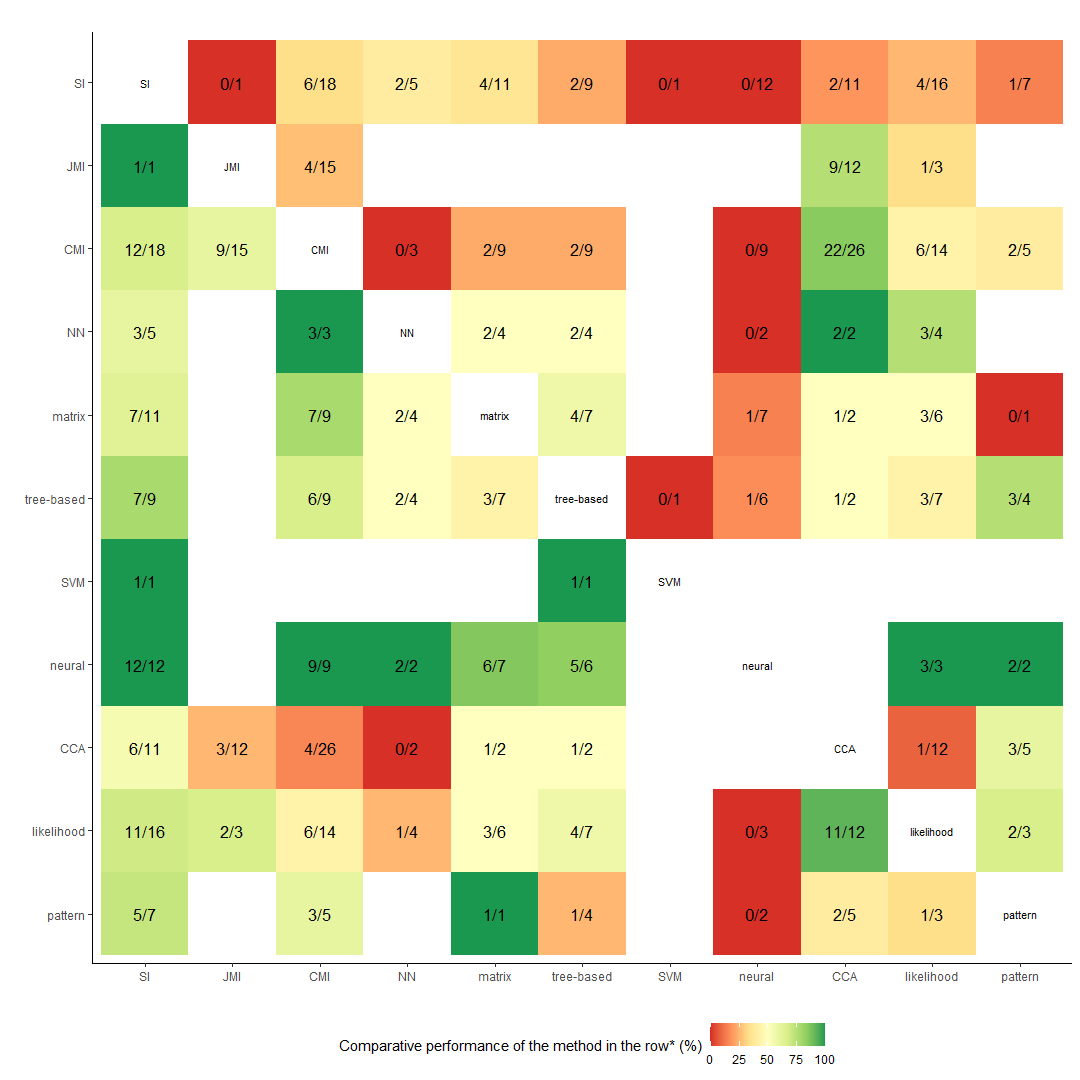 SI SI 0/1 6/18 2/5 4/11 2/9 0/1 0/12 2/11 4/16 1/7
JMI 1/1 JMI 4/15 9/12 1/3
CMI 12/18 9/15 CMI 0/3 2/9 2/9 0/9 22/26 6/14 2/5
NN 3/5 3/3 NN 2/4 2/4 0/2 2/2 3/4
matrix 7/11 7/9 2/4 matrix 4/7 1/7 1/2 3/6 0/1
tree-based 7/9 6/9 2/4 3/7 tree-based 0/1 1/6 1/2 3/7 3/4
SVM 1/1 1/1 SVM
neural 12/12 9/9 2/2 6/7 5/6 neural 3/3 2/2
CCA 6/11 3/12 4/26 0/2 1/2 1/2 CCA 1/12 3/5
likelihood 11/16 2/3 6/14 1/4 3/6 4/7 0/3 11/12 likelihood 2/3
pattern 5/7 3/5 1/1 1/4 0/2 2/5 1/3 pattern
SI JMI CMI NN matrix tree-based SVM neural CCA likelihood pattern
Comparative performance of the method in the row* (%)
0 25 50 75 100